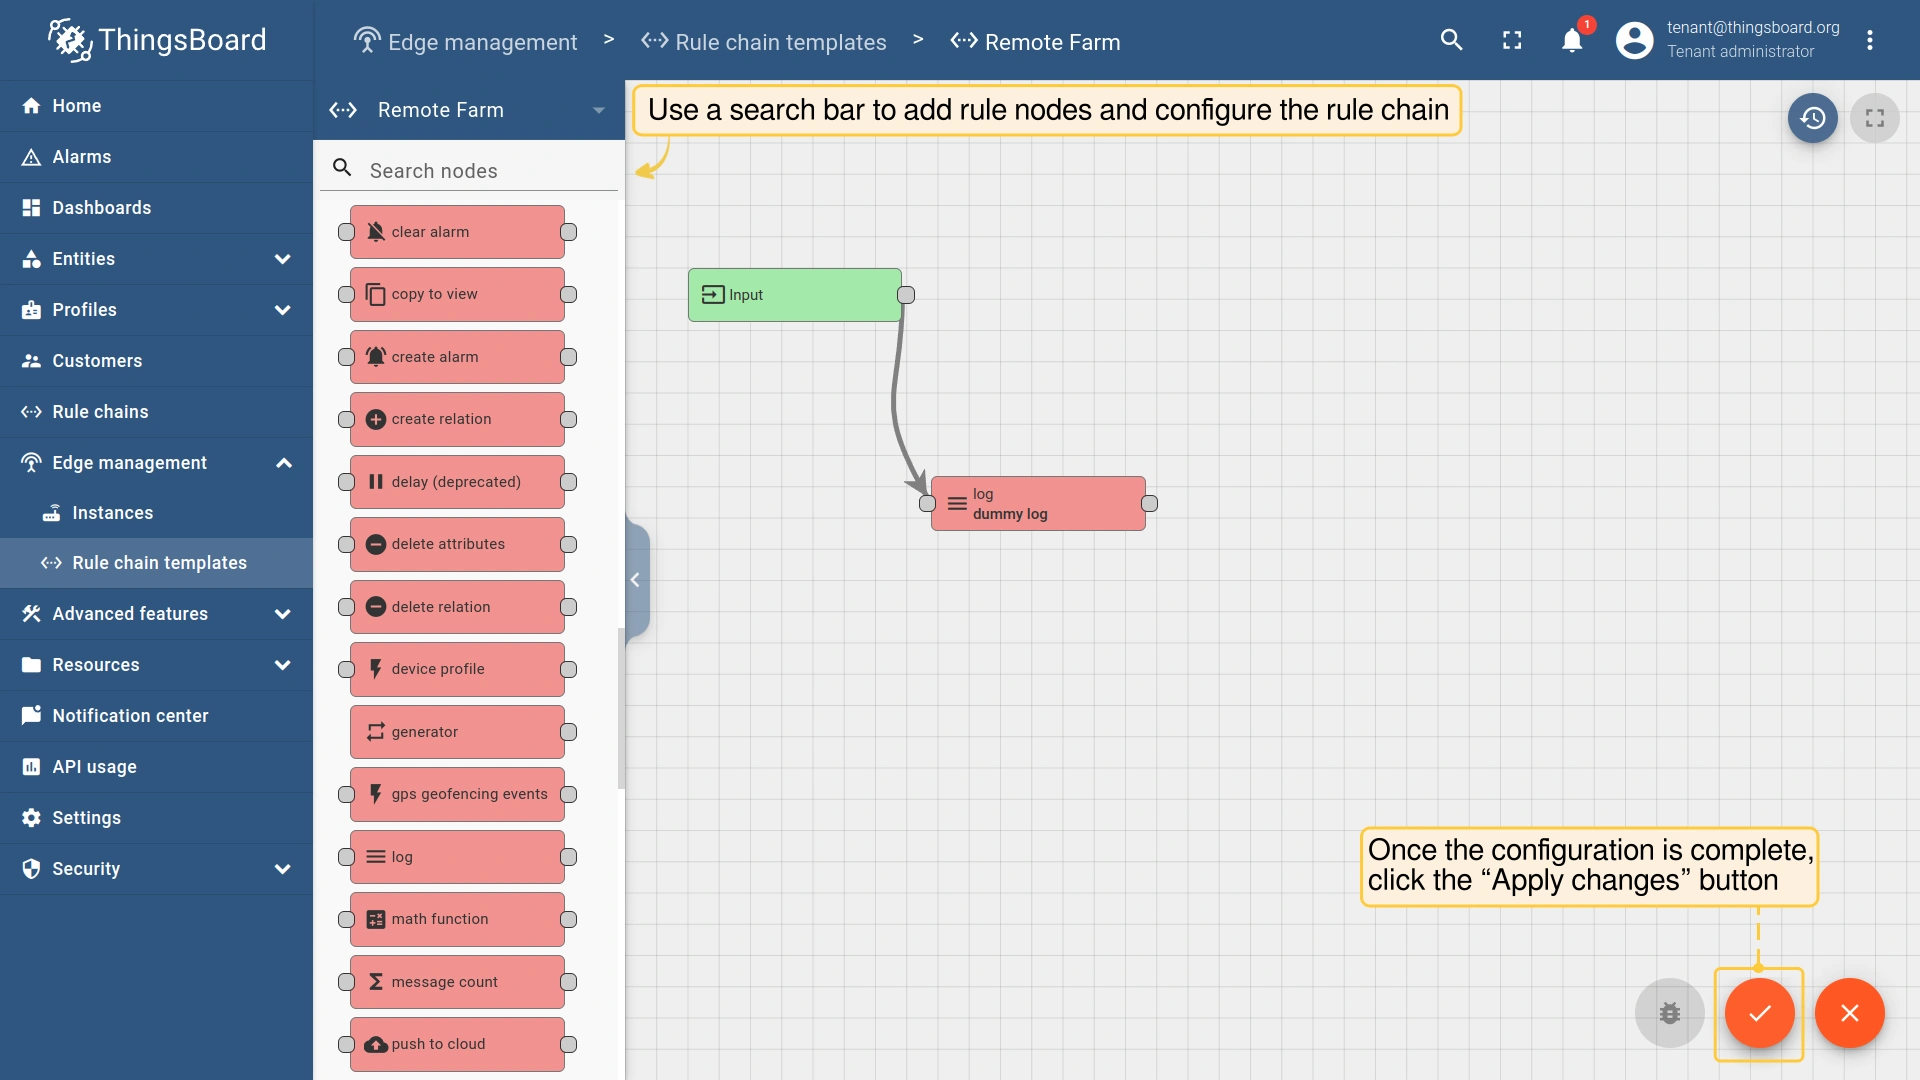 ThingsBoard
Edge management > Rule chain templates > Remote Farm
1
tenant@thingsboard.org
Tenant administrator
Home
Alarms
Dashboards
Entities
Profiles
Customers
Rule chains
Edge management
Instances
Rule chain templates
Advanced features
Resources
Notification center
API usage
Settings
Security
Remote Farm
Search nodes
clear alarm
copy to view
create alarm
create relation
delay (deprecated)
delete attributes
delete relation
device profile
generator
gps geofencing events
log
math function
message count
push to cloud
Use a search bar to add rule nodes and configure the rule chain
Input
log
dummy log
Once the configuration is complete,
click the “Apply changes” button